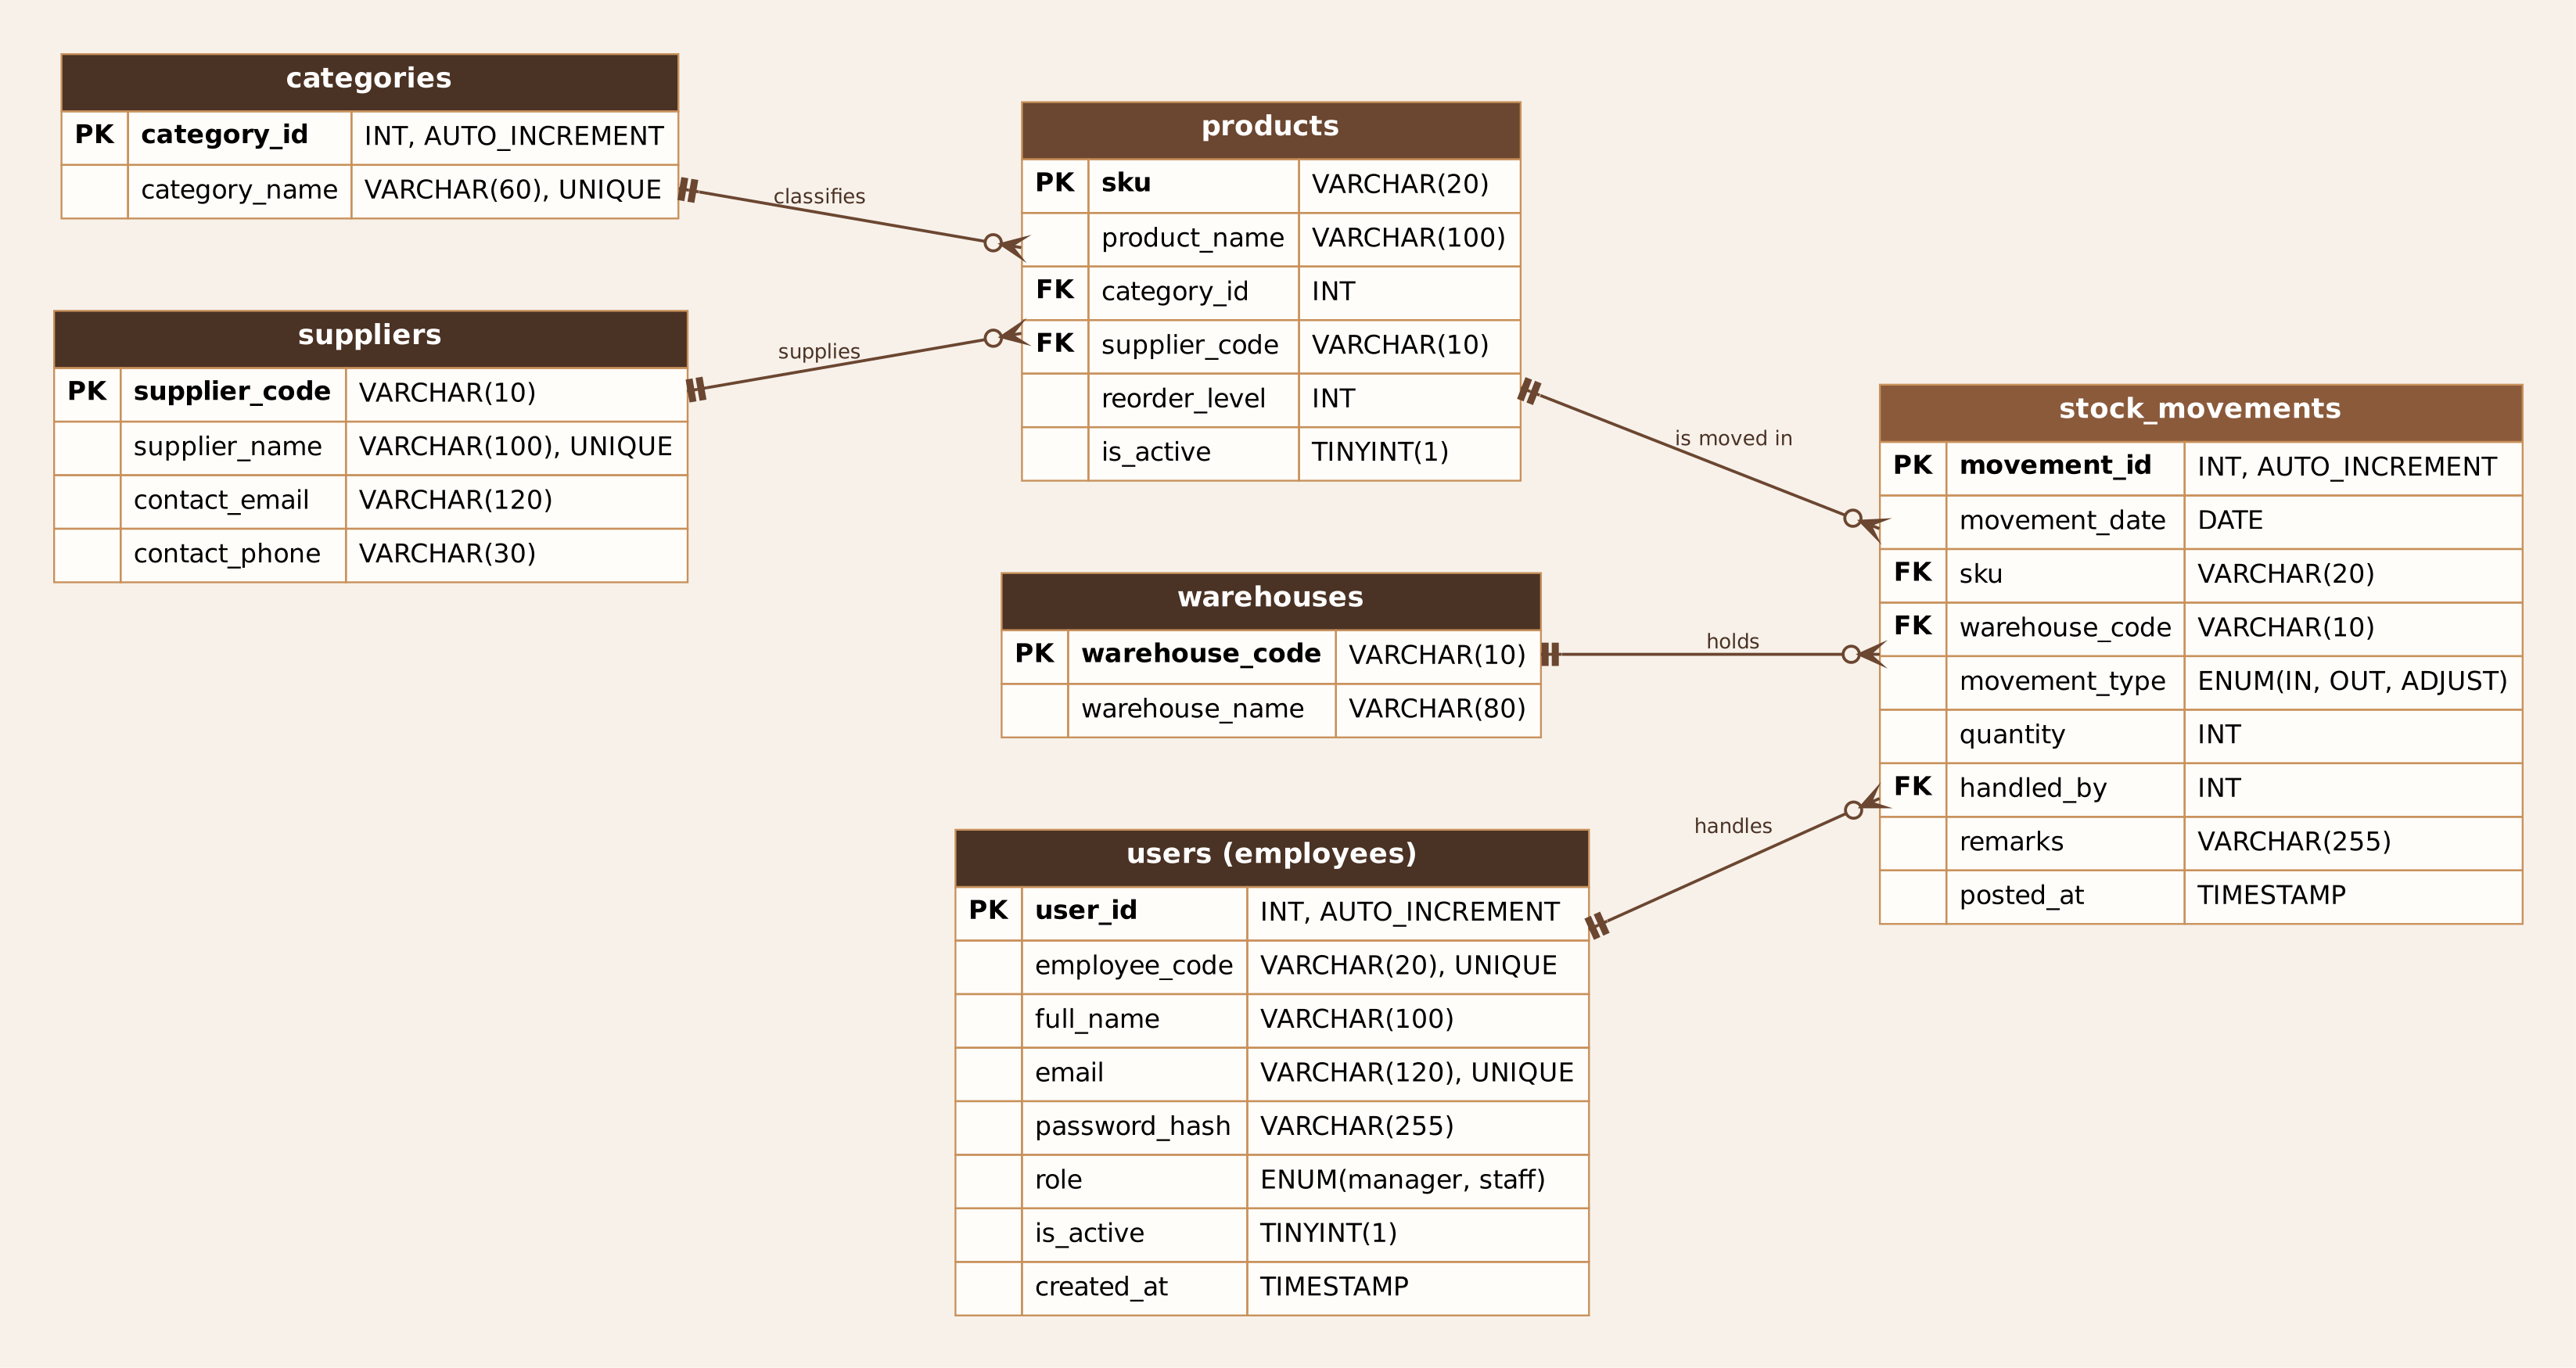 categories
PK category_id INT, AUTO_INCREMENT
category_name VARCHAR(60), UNIQUE
classifies
suppliers
PK supplier_code VARCHAR(10)
supplier_name VARCHAR(100), UNIQUE
contact_email VARCHAR(120)
contact_phone VARCHAR(30)
supplies
products
PK sku VARCHAR(20)
product_name VARCHAR(100)
FK category_id INT
FK supplier_code VARCHAR(10)
reorder_level INT
is_active TINYINT(1)
is moved in
warehouses
PK warehouse_code VARCHAR(10)
warehouse_name VARCHAR(80)
holds
users (employees)
PK user_id INT, AUTO_INCREMENT
employee_code VARCHAR(20), UNIQUE
full_name VARCHAR(100)
email VARCHAR(120), UNIQUE
password_hash VARCHAR(255)
role ENUM(manager, staff)
is_active TINYINT(1)
created_at TIMESTAMP
handles
stock_movements
PK movement_id INT, AUTO_INCREMENT
movement_date DATE
FK sku VARCHAR(20)
FK warehouse_code VARCHAR(10)
movement_type ENUM(IN, OUT, ADJUST)
quantity INT
FK handled_by INT
remarks VARCHAR(255)
posted_at TIMESTAMP